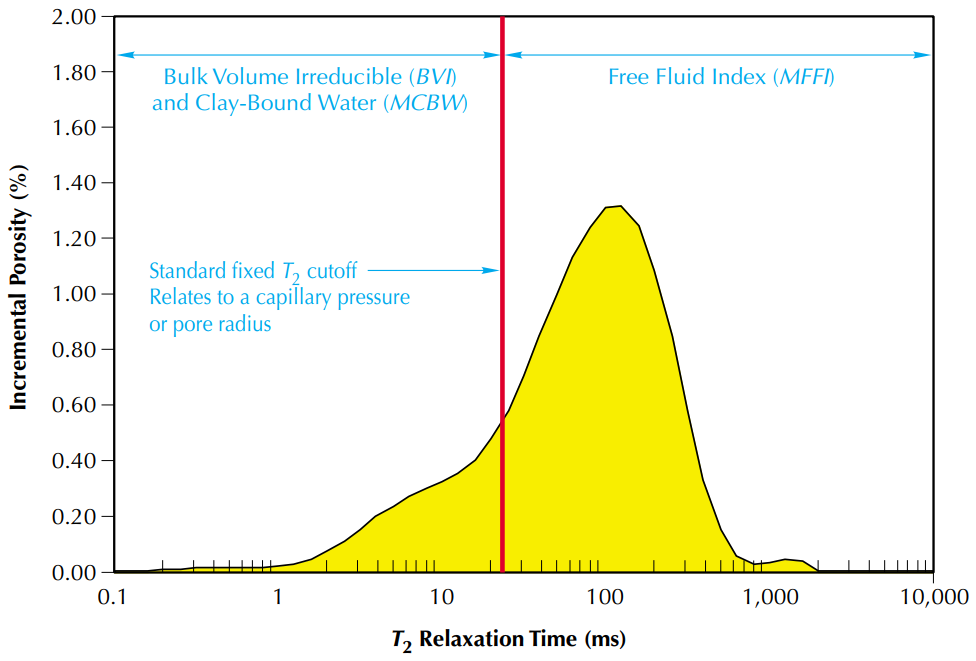 2.00
Bulk Volume Irreducible (BVI)
and Clay-Bound Water (MCBW)
Free Fluid Index (MFFI)
1.80
1.60
1.40
1.20
Standard fixed T2 cutoff
Relates to a capillary pressure
or pore radius
1.00
0.80
0.60
0.40
0.20
0.00
Incremental Porosity (%)
0.1 1 10 100 1,000 10,000
T2 Relaxation Time (ms)